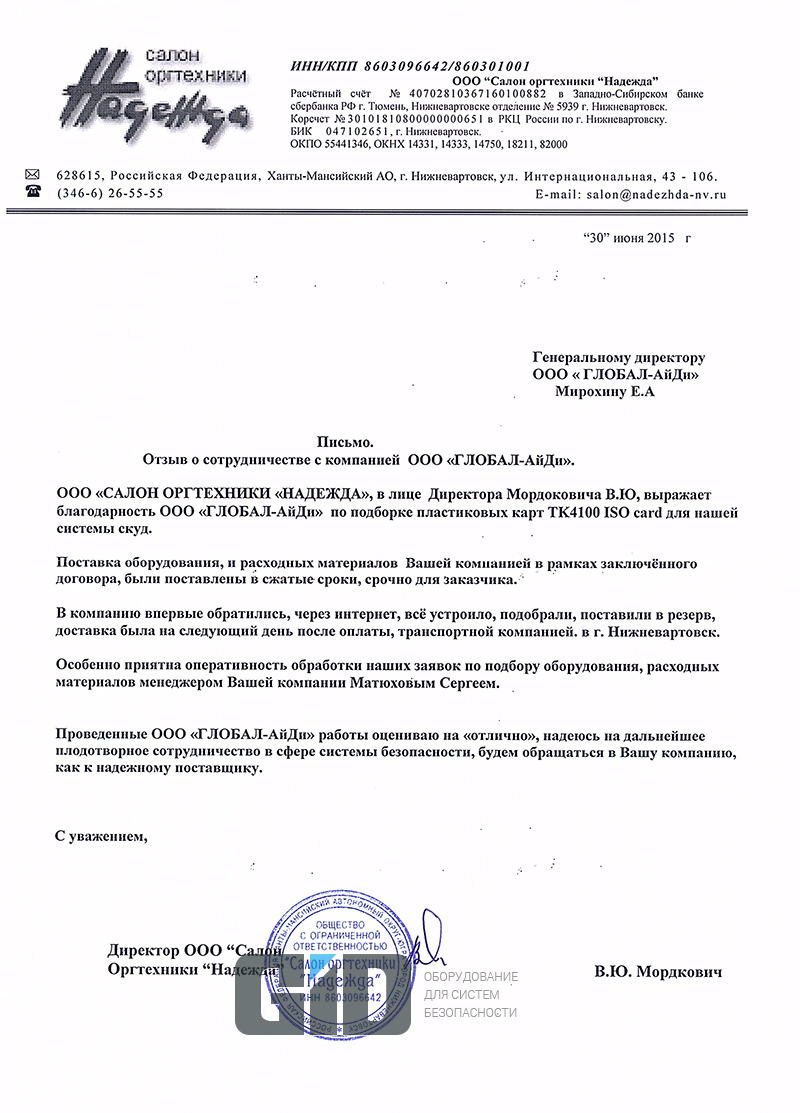 салон
оргтехники
Надежда
ИНН/КПП 8603096642/860301001
ООО “Салон оргтехники “Надежда”
Расчётный счёт № 40702810367160100882 в Западно-Сибирском банке
сбербанка РФ г. Тюмень, Нижневартовске отделение № 5939 г. Нижневартовск.
Корсчет № 30101810800000000651 в РКЦ России по г. Нижневартовску.
БИК 047102651, г. Нижневартовск.
ОКПО 55441346, ОКНХ 14331, 14333, 14750, 18211, 82000
628615, Российская Федерация, Ханты-Мансийский АО, г. Нижневартовск, ул. Интернациональная, 43 - 106.
(346-6) 26-55-55 E-mail: salon@nadezhda-nv.ru
“30” июня 2015 г
Генеральному директору
ООО « ГЛОБАЛ-АйДи»
Мирохину Е.А
Письмо.
Отзыв о сотрудничестве с компанией ООО «ГЛОБАЛ-АйДи».
ООО «САЛОН ОРГТЕХНИКИ «НАДЕЖДА», в лице Директора Мордоковича В.Ю, выражает
благодарность ООО «ГЛОБАЛ-АйДи» по подборке пластиковых карт TK4100 ISO card для нашей
системы скуд.
Поставка оборудования, и расходных материалов Вашей компанией в рамках заключённого
договора, были поставлены в сжатые сроки, срочно для заказчика.
В компанию впервые обратились, через интернет, всё устроило, подобрали, поставили в резерв,
доставка была на следующий день после оплаты, транспортной компанией. в г. Нижневартовск.
Особенно приятна оперативность обработки наших заявок по подбору оборудования, расходных
материалов менеджером Вашей компании Матюховым Сергеем.
Проведенные ООО «ГЛОБАЛ-АйДи» работы оцениваю на «отлично», надеюсь на дальнейшее
плодотворное сотрудничество в сфере системы безопасности, будем обращаться в Вашу компанию,
как к надежному поставщику.
С уважением,
Директор ООО “Салон
Оргтехники “Надежда”
В.Ю. Мордкович
ОБЩЕСТВО
С ОГРАНИЧЕННОЙ
ОТВЕТСТВЕННОСТЬЮ
"Салон оргтехники
"Надежда"
ИНН 8603096642
ОБОРУДОВАНИЕ
ДЛЯ СИСТЕМ
БЕЗОПАСНОСТИ